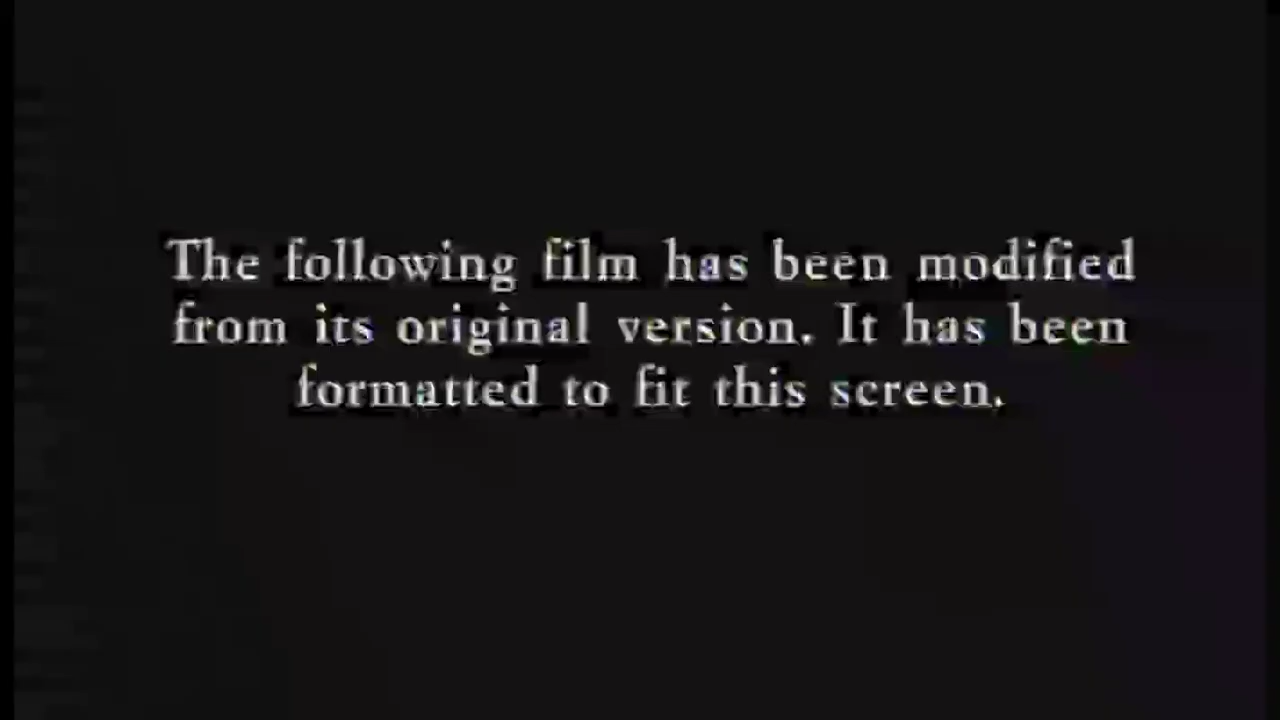 The following film has been modified
from its original version. It has been
formatted to fit this screen.